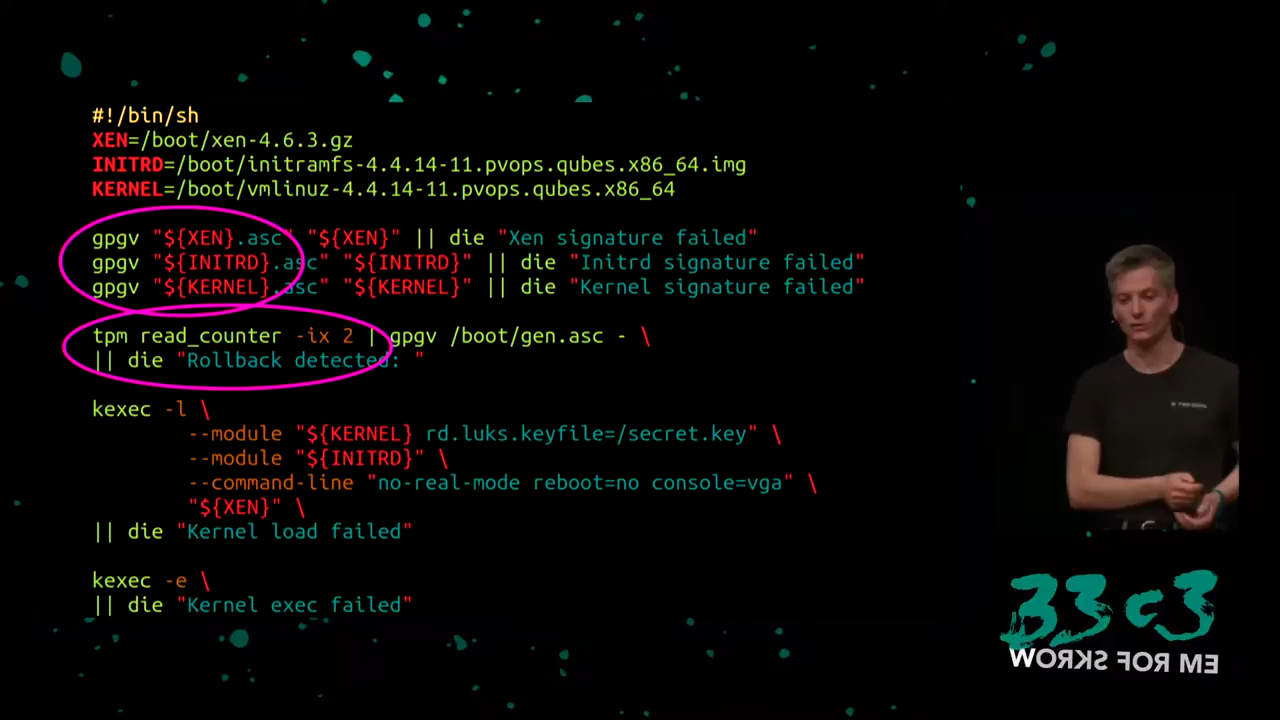 #!/bin/sh
XEN=/boot/xen-4.6.3.gz
INITRD=/boot/initramfs-4.4.14-11.pvops.qubes.x86_64.img
KERNEL=/boot/vmlinuz-4.4.14-11.pvops.qubes.x86_64
gpgv "${XEN}.asc" "${XEN}" || die "Xen signature failed"
gpgv "${INITRD}.asc" "${INITRD}" || die "Initrd signature failed"
gpgv "${KERNEL}.asc" "${KERNEL}" || die "Kernel signature failed"
tpm read_counter -ix 2 | gpgv /boot/gen.asc - \
|| die "Rollback detected: "
kexec -l \
--module "${KERNEL} rd.luks.keyfile=/secret.key" \
--module "${INITRD}" \
--command-line "no-real-mode reboot=no console=vga" \
"${XEN}" \
|| die "Kernel load failed"
kexec -e \
|| die "Kernel exec failed"
33C3
WORKS FOR ME